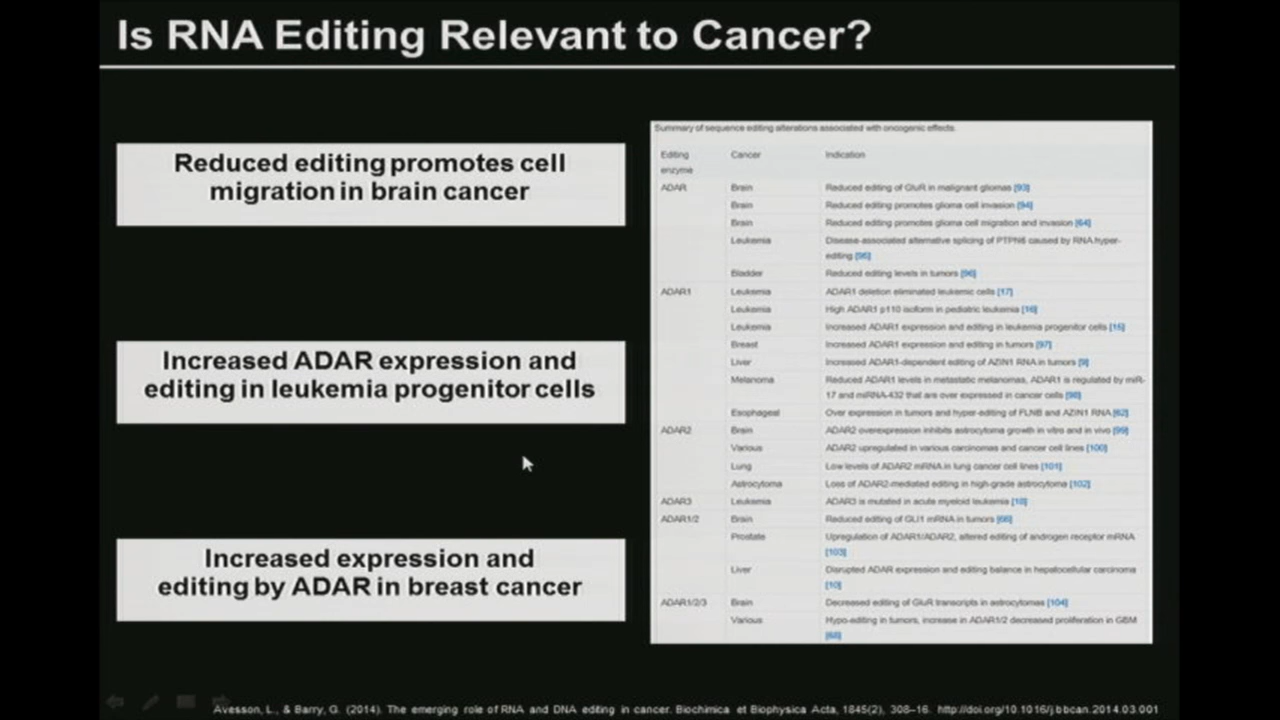 Is RNA Editing Relevant to Cancer?
Reduced editing promotes cell
migration in brain cancer
Increased ADAR expression and
editing in leukemia progenitor cells
Increased expression and
editing by ADAR in breast cancer
Summary of sequence editing alterations associated with oncogenic effects.
Editing enzyme Cancer Indication
ADAR Brain Reduced editing of GluR in malignant gliomas [93]
Brain Reduced editing promotes glioma cell invasion [94]
Brain Reduced editing promotes glioma cell migration and invasion [64]
Leukemia Disease-associated alternative splicing of PTPN6 caused by RNA hyper-
editing [95]
Bladder Reduced editing levels in tumors [96]
ADAR1 Leukemia ADAR1 deletion eliminated leukemic cells [17]
Leukemia High ADAR1 p110 isoform in pediatric leukemia [16]
Leukemia Increased ADAR1 expression and editing in leukemia progenitor cells [15]
Breast Increased ADAR1 expression and editing in tumors [97]
Liver Increased ADAR1-dependent editing of AZIN1 RNA in tumors [9]
Melanoma Reduced ADAR1 levels in metastatic melanomas, ADAR1 is regulated by miR-
17 and miRNA-432 that are over expressed in cancer cells [98]
Esophageal Over expression in tumors and hyper-editing of FLNB and AZIN1 RNA [62]
ADAR2 Brain ADAR2 overexpression inhibits astrocytoma growth in vitro and in vivo [99]
Various ADAR2 upregulated in various carcinomas and cancer cell lines [100]
Lung Low levels of ADAR2 mRNA in lung cancer cell lines [101]
Astrocytoma Loss of ADAR2-mediated editing in high-grade astrocytoma [102]
ADAR3 Leukemia ADAR3 is mutated in acute myeloid leukemia [18]
ADAR1/2 Brain Reduced editing of GLI1 mRNA in tumors [66]
Prostate Upregulation of ADAR1/ADAR2, altered editing of androgen receptor mRNA
[103]
Liver Disrupted ADAR expression and editing balance in hepatocellular carcinoma
[10]
ADAR1/2/3 Brain Decreased editing of GluR transcripts in astrocytomas [104]
Various Hypo-editing in tumors, increase in ADAR1/2 decreased proliferation in GBM
[68]
Avesson, L., & Barry, G. (2014). The emerging role of RNA and DNA editing in cancer. Biochimica et Biophysica Acta, 1845(2), 308–16. http://doi.org/10.1016/j.bbcan.2014.03.001